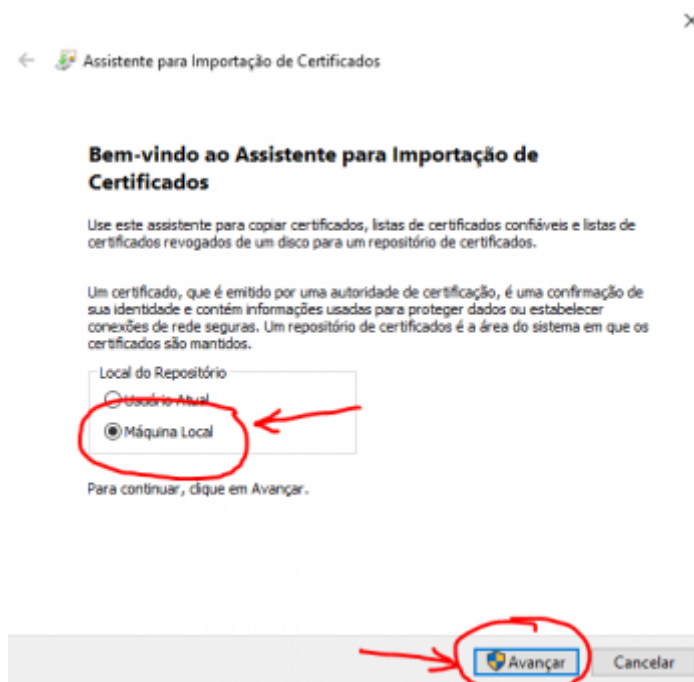 Assistente para Importação de Certificados
Bem-vindo ao Assistente para Importação de
Certificados
Use este assistente para copiar certificados, listas de certificados confiáveis e listas de
certificados revogados de um disco para um repositório de certificados.
Um certificado, que é emitido por uma autoridade de certificação, é uma confirmação de
sua identidade e contém informações usadas para proteger dados ou estabelecer
conexões de rede seguras. Um repositório de certificados é a área do sistema em que os
certificados são mantidos.
Local do Repositório
Usuário Atual
Máquina Local
Para continuar, clique em Avançar.
Avançar Cancelar